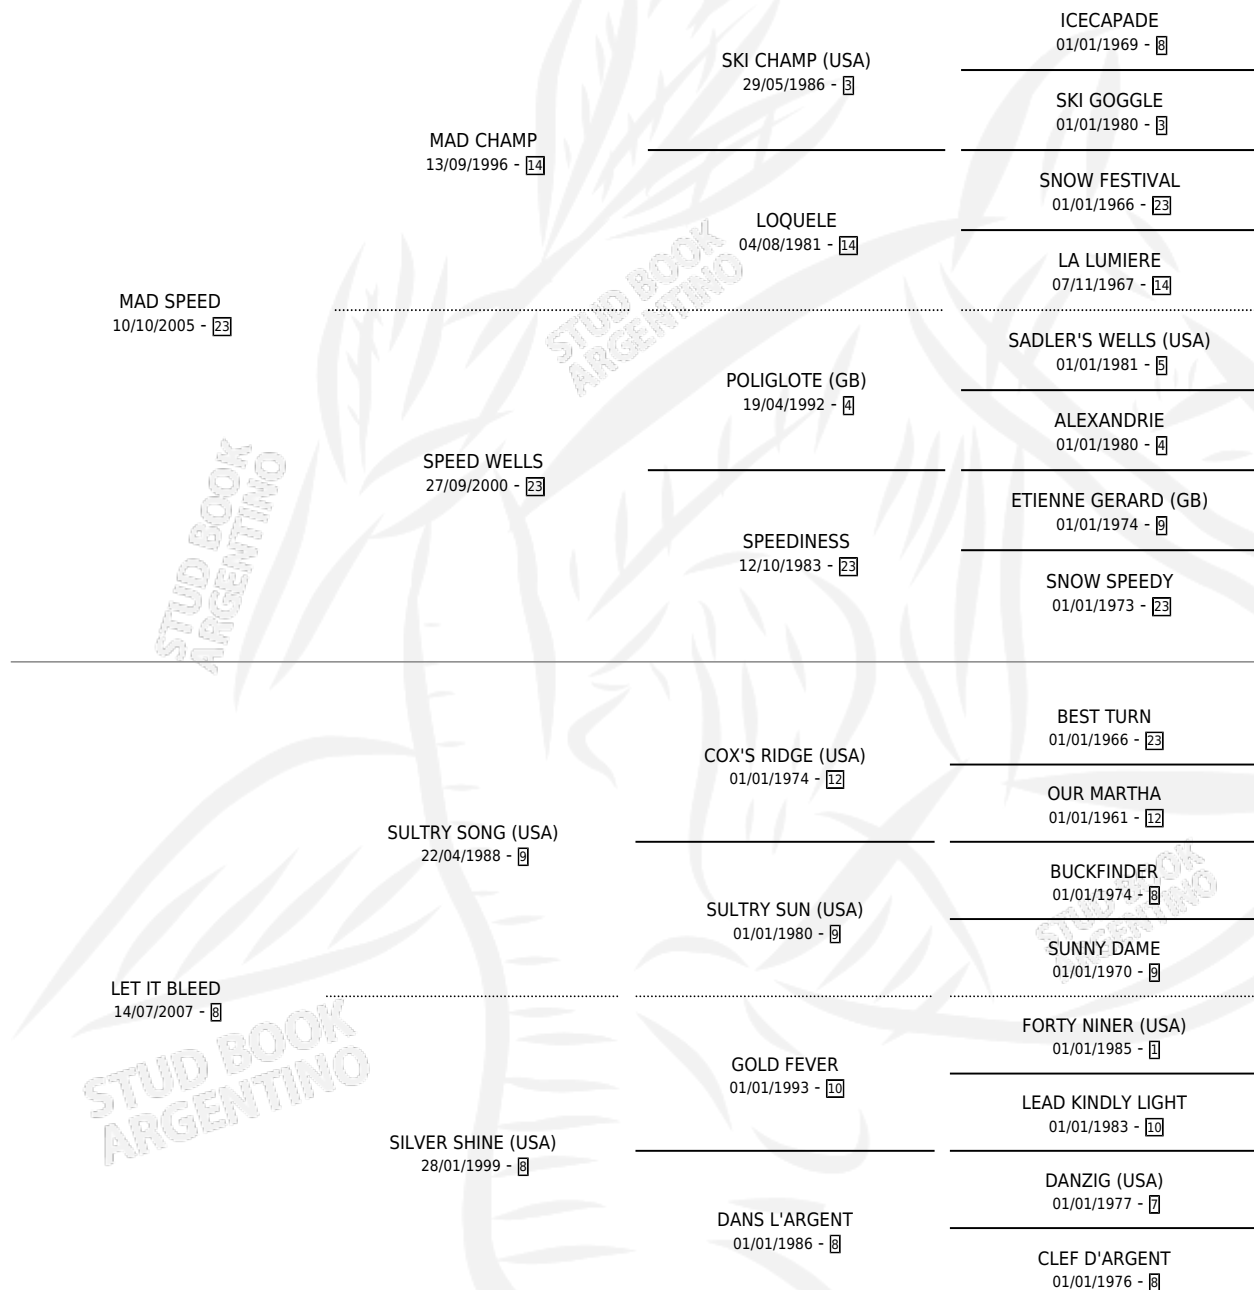 ICECAPADE
01/01/1969 - 8
SKI CHAMP (USA)
29/05/1986 - 3
SKI GOGGLE
01/01/1980 - 3
MAD CHAMP
13/09/1996 - 14
SNOW FESTIVAL
01/01/1966 - 23
LOQUELE
04/08/1981 - 14
LA LUMIERE
07/11/1967 - 14
MAD SPEED
10/10/2005 - 23
STUD BOOK
ARGENTINO
SADLER'S WELLS (USA)
01/01/1981 - 5
POLIGLOTE (GB)
19/04/1992 - 4
ALEXANDRIE
01/01/1980 - 4
SPEED WELLS
27/09/2000 - 23
ETIENNE GERARD (GB)
01/01/1974 - 9
SPEEDINESS
12/10/1983 - 23
SNOW SPEEDY
01/01/1973 - 23
STUD BOOK
ARGENTINO
BEST TURN
01/01/1966 - 23
COX'S RIDGE (USA)
01/01/1974 - 12
OUR MARTHA
01/01/1961 - 12
SULTRY SONG (USA)
22/04/1988 - 9
BUCKFINDER
01/01/1974 - 8
SULTRY SUN (USA)
01/01/1980 - 9
SUNNY DAME
01/01/1970 - 9
STUD BOOK
ARGENTINO
LET IT BLEED
14/07/2007 - 8
FORTY NINER (USA)
01/01/1985 - 1
GOLD FEVER
01/01/1993 - 10
LEAD KINDLY LIGHT
01/01/1983 - 10
SILVER SHINE (USA)
28/01/1999 - 8
DANZIG (USA)
01/01/1977 - 7
DANS L'ARGENT
01/01/1986 - 8
CLEF D'ARGENT
01/01/1976 - 8
STUD BOOK
ARGENTINO